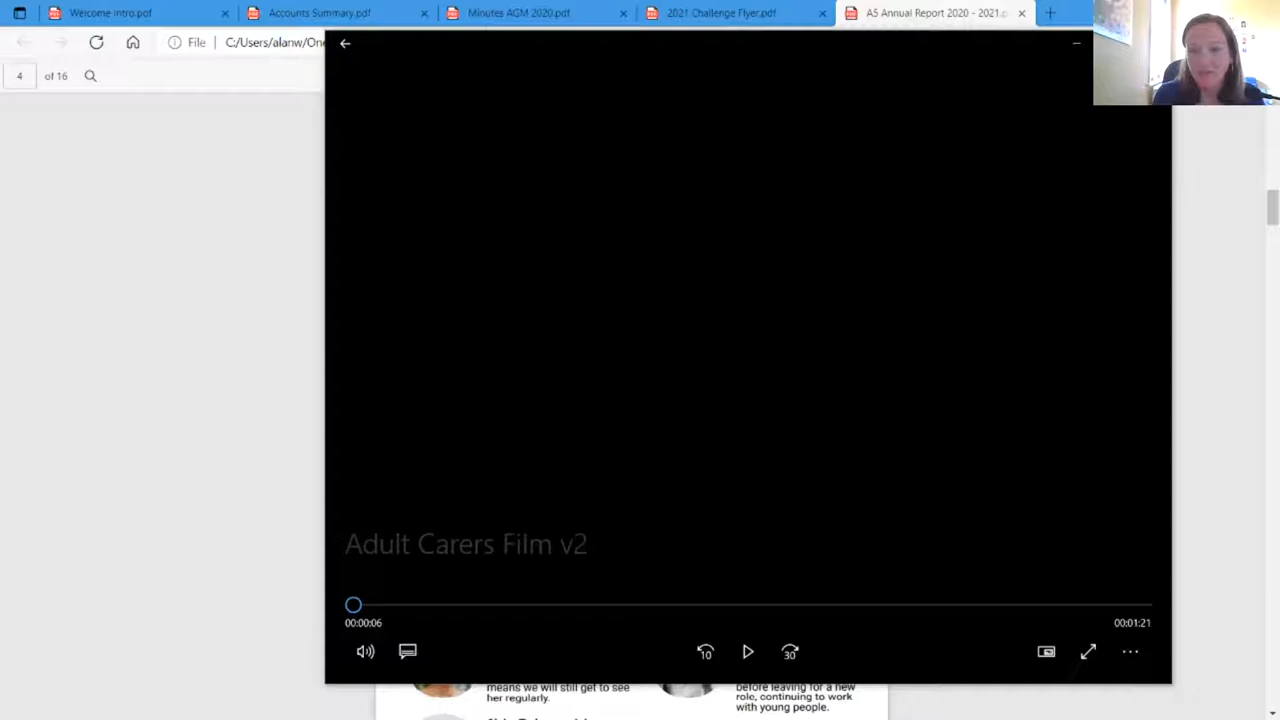 Welcome Intro.pdf
Accounts Summary.pdf
Minutes AGM 2020.pdf
2021 Challenge Flyer.pdf
A5 Annual Report 2020 - 2021.p
File
C:/Users/alanw/One
4 of 16
Adult Carers Film v2
00:00:06
00:01:21
10
30
means we will still get to see
her regularly.
before leaving for a new
role, continuing to work
with young people.